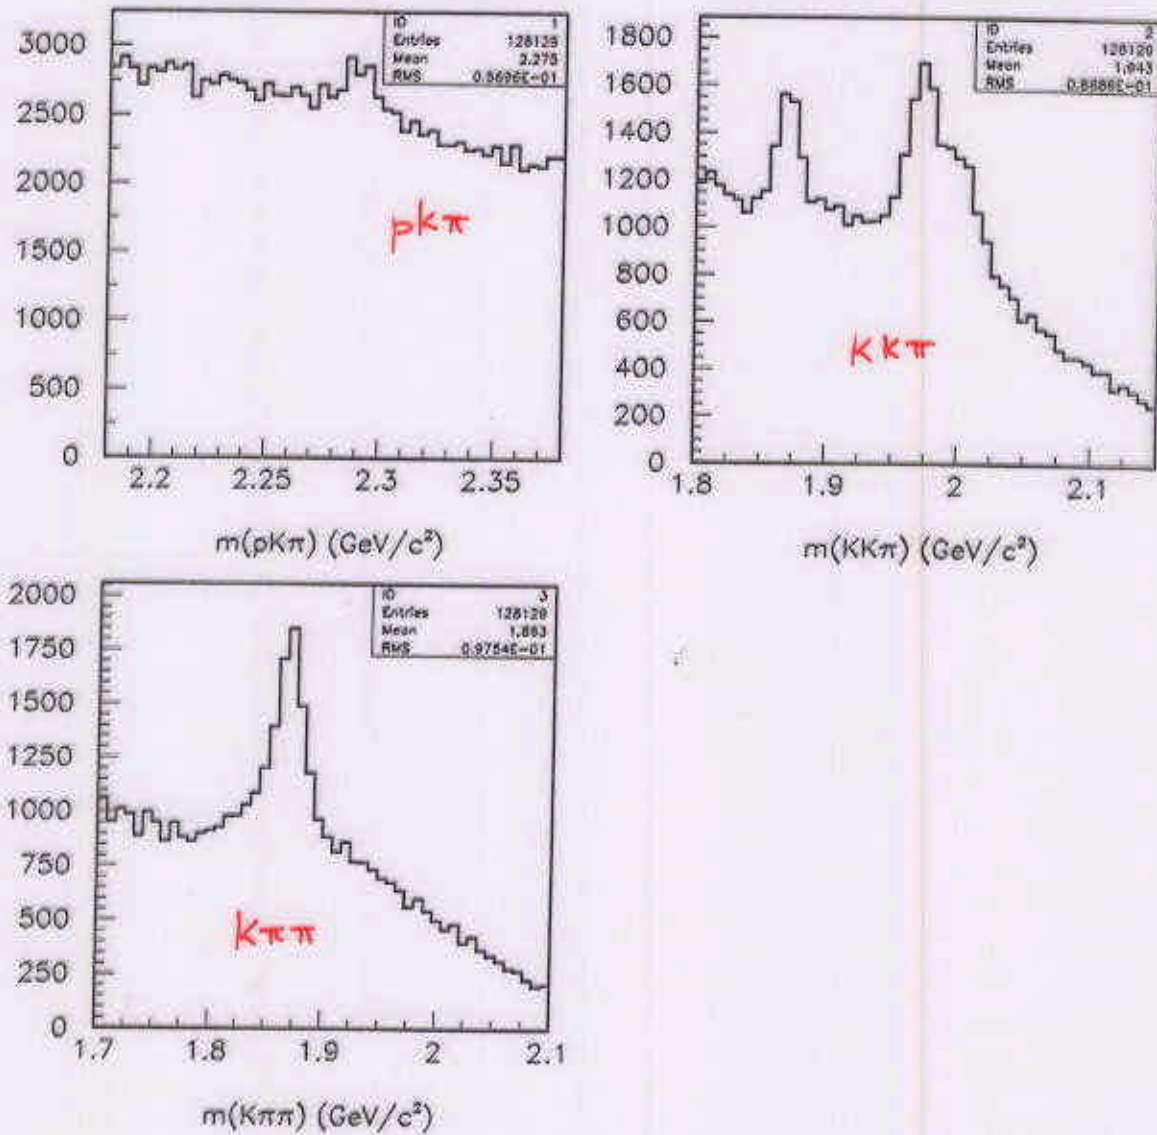 ID 1
Entries 128129
Mean 2.275
RMS 0.5696E-01
3000
2500
2000
1500
1000
500
0
pKπ
2.2 2.25 2.3 2.35
m(pKπ) (GeV/c²)
ID 2
Entries 128129
Mean 1.943
RMS 0.8686E-01
1800
1600
1400
1200
1000
800
600
400
200
0
KKπ
1.8 1.9 2 2.1
m(KKπ) (GeV/c²)
ID 3
Entries 128129
Mean 1.883
RMS 0.9754E-01
2000
1750
1500
1250
1000
750
500
250
0
Kππ
1.7 1.8 1.9 2 2.1
m(Kππ) (GeV/c²)